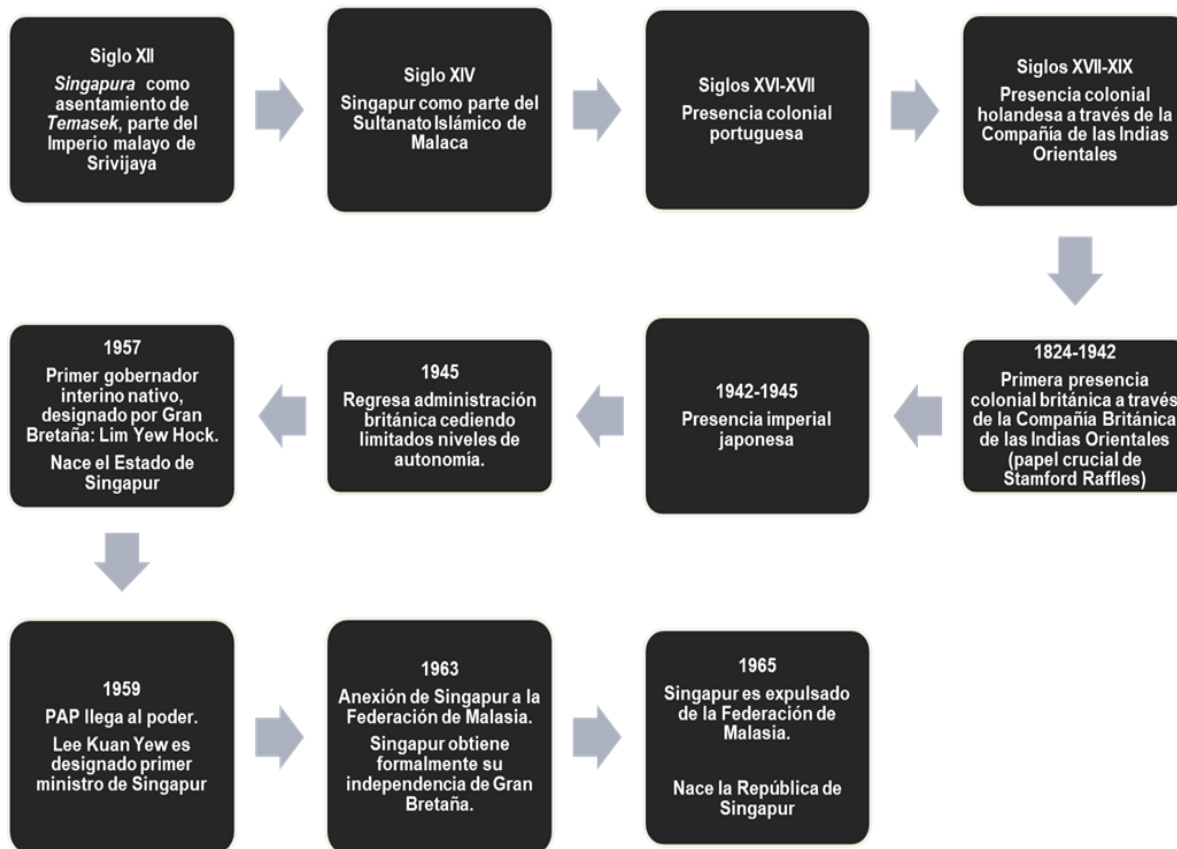 Siglo XII
Singapura como
asentamiento de
Temasek, parte del
Imperio malayo de
Srivijaya
Siglo XIV
Singapur como parte del
Sultanato Islámico de
Malaca
Siglos XVI-XVII
Presencia colonial
portuguesa
Siglos XVII-XIX
Presencia colonial
holandesa a través de la
Compañía de las Indias
Orientales
1824-1942
Primera presencia
colonial británica a través
de la Compañía Británica
de las Indias Orientales
(papel crucial de
Stamford Raffles)
1942-1945
Presencia imperial
japonesa
1945
Regresa administración
británica cediendo
limitados niveles de
autonomía.
1957
Primer gobernador
interino nativo,
designado por Gran
Bretaña: Lim Yew Hock.
Nace el Estado de
Singapur
1959
PAP llega al poder.
Lee Kuan Yew es
designado primer
ministro de Singapur
1963
Anexión de Singapur a la
Federación de Malasia.
Singapur obtiene
formalmente su
independencia de Gran
Bretaña.
1965
Singapur es expulsado
de la Federación de
Malasia.
Nace la República de
Singapur